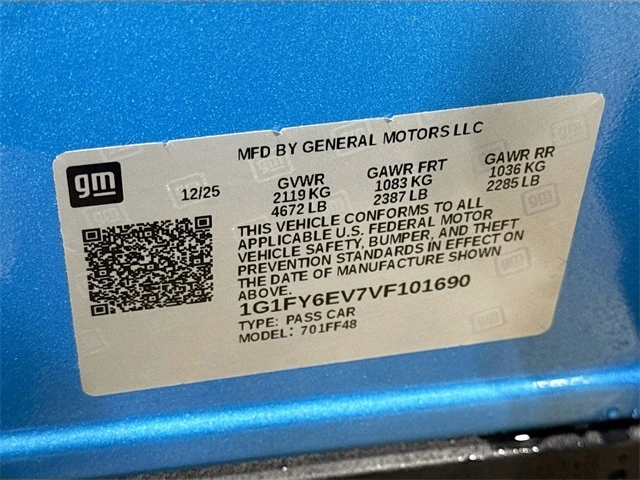 MFD BY GENERAL MOTORS LLC
gm
12/25
GVWR
2119 KG
4672 LB
GAWR FRT
1083 KG
2387 LB
GAWR RR
1036 KG
2285 LB
THIS VEHICLE CONFORMS TO ALL
APPLICABLE U.S. FEDERAL MOTOR
VEHICLE SAFETY, BUMPER, AND THEFT
PREVENTION STANDARDS IN EFFECT ON
THE DATE OF MANUFACTURE SHOWN
ABOVE.
1G1FY6EV7VF101690
TYPE: PASS CAR
MODEL: 701FF48